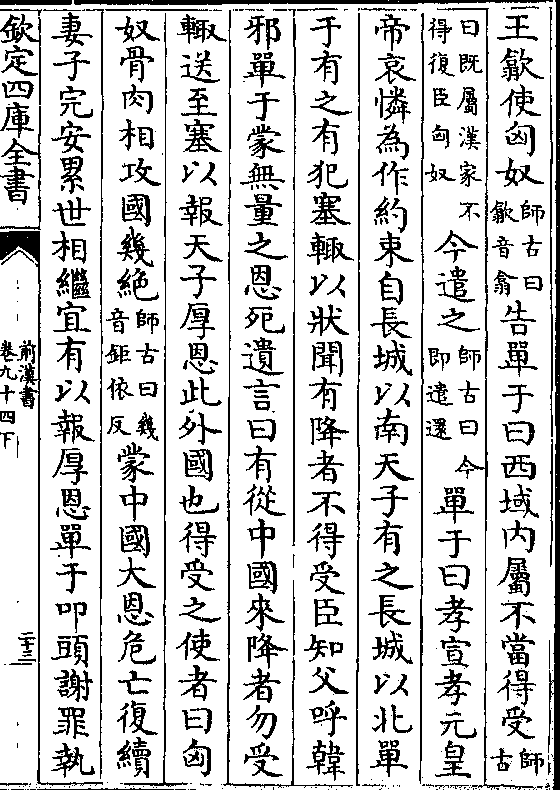 王歙使匈奴師古曰歙音翕告單于曰西域内屬不當得受師古
曰既屬漢家不得復臣匈奴今遣之師古曰今即遣還單于曰孝宣孝元皇
帝哀憐為作約束自長城以南天子有之長城以北單
于有之有犯塞輙以狀聞有降者不得受臣知父呼韓
邪單于蒙無量之恩死遺言曰有從中國來降者勿受
輙送至塞以報天子厚恩此外國也得受之使者曰匈
奴骨肉相攻國幾絶師古曰幾音鉅依反蒙中國大恩危亡復續
妻子完安累世相繼宜有以報厚恩單于叩頭謝罪執
欽定四庫全書
前漢書
卷九十四下
二十三